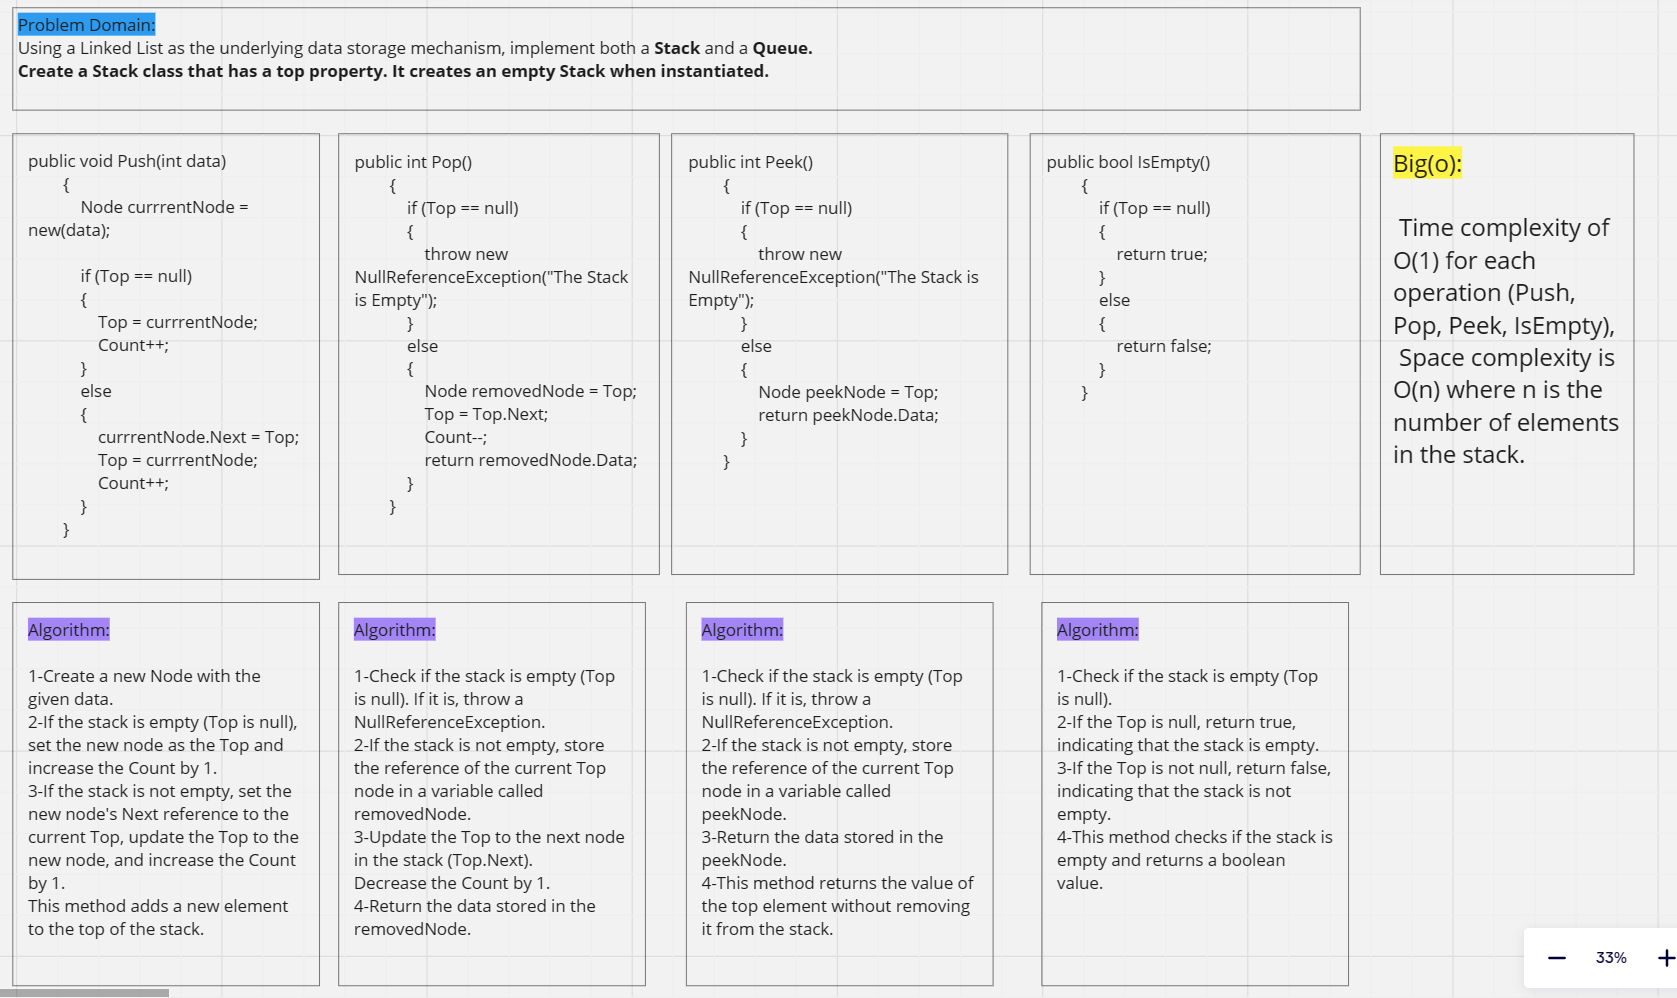 Problem Domain:
Using a Linked List as the underlying data storage mechanism, implement both a Stack and a Queue.
Create a Stack class that has a top property. It creates an empty Stack when instantiated.
public void Push(int data)
{
Node currrentNode =
new(data);
if (Top == null)
{
Top = currrentNode;
Count++;
}
else
{
currrentNode.Next = Top;
Top = currrentNode;
Count++;
}
}
public int Pop()
{
if (Top == null)
{
throw new
NullReferenceException("The Stack
is Empty");
}
else
{
Node removedNode = Top;
Top = Top.Next;
Count--;
return removedNode.Data;
}
}
public int Peek()
{
if (Top == null)
{
throw new
NullReferenceException("The Stack is
Empty");
}
else
{
Node peekNode = Top;
return peekNode.Data;
}
}
public bool IsEmpty()
{
if (Top == null)
{
return true;
}
else
{
return false;
}
}
Big(o):
Time complexity of
O(1) for each
operation (Push,
Pop, Peek, IsEmpty),
Space complexity is
O(n) where n is the
number of elements
in the stack.
Algorithm:
1-Create a new Node with the
given data.
2-If the stack is empty (Top is null),
set the new node as the Top and
increase the Count by 1.
3-If the stack is not empty, set the
new node's Next reference to the
current Top, update the Top to the
new node, and increase the Count
by 1.
This method adds a new element
to the top of the stack.
Algorithm:
1-Check if the stack is empty (Top
is null). If it is, throw a
NullReferenceException.
2-If the stack is not empty, store
the reference of the current Top
node in a variable called
removedNode.
3-Update the Top to the next node
in the stack (Top.Next).
Decrease the Count by 1.
4-Return the data stored in the
removedNode.
Algorithm:
1-Check if the stack is empty (Top
is null). If it is, throw a
NullReferenceException.
2-If the stack is not empty, store
the reference of the current Top
node in a variable called
peekNode.
3-Return the data stored in the
peekNode.
4-This method returns the value of
the top element without removing
it from the stack.
Algorithm:
1-Check if the stack is empty (Top
is null).
2-If the Top is null, return true,
indicating that the stack is empty.
3-If the Top is not null, return false,
indicating that the stack is not
empty.
4-This method checks if the stack is
empty and returns a boolean
value.
33%